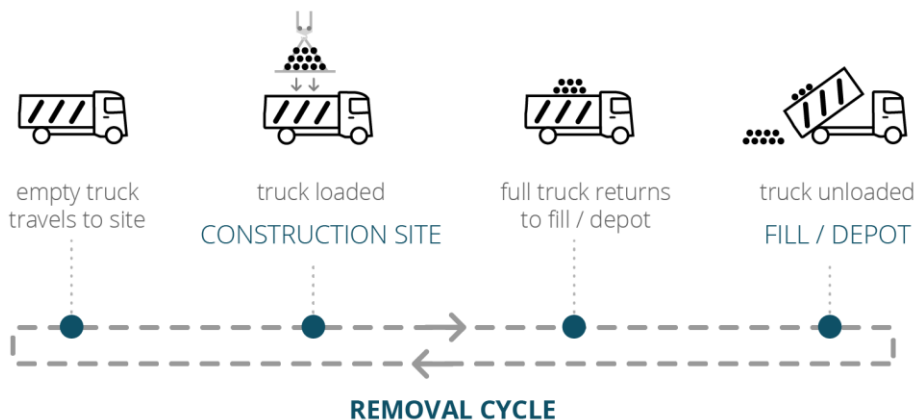 empty truck
travels to site
truck loaded
CONSTRUCTION SITE
full truck returns
to fill / depot
truck unloaded
FILL / DEPOT
REMOVAL CYCLE